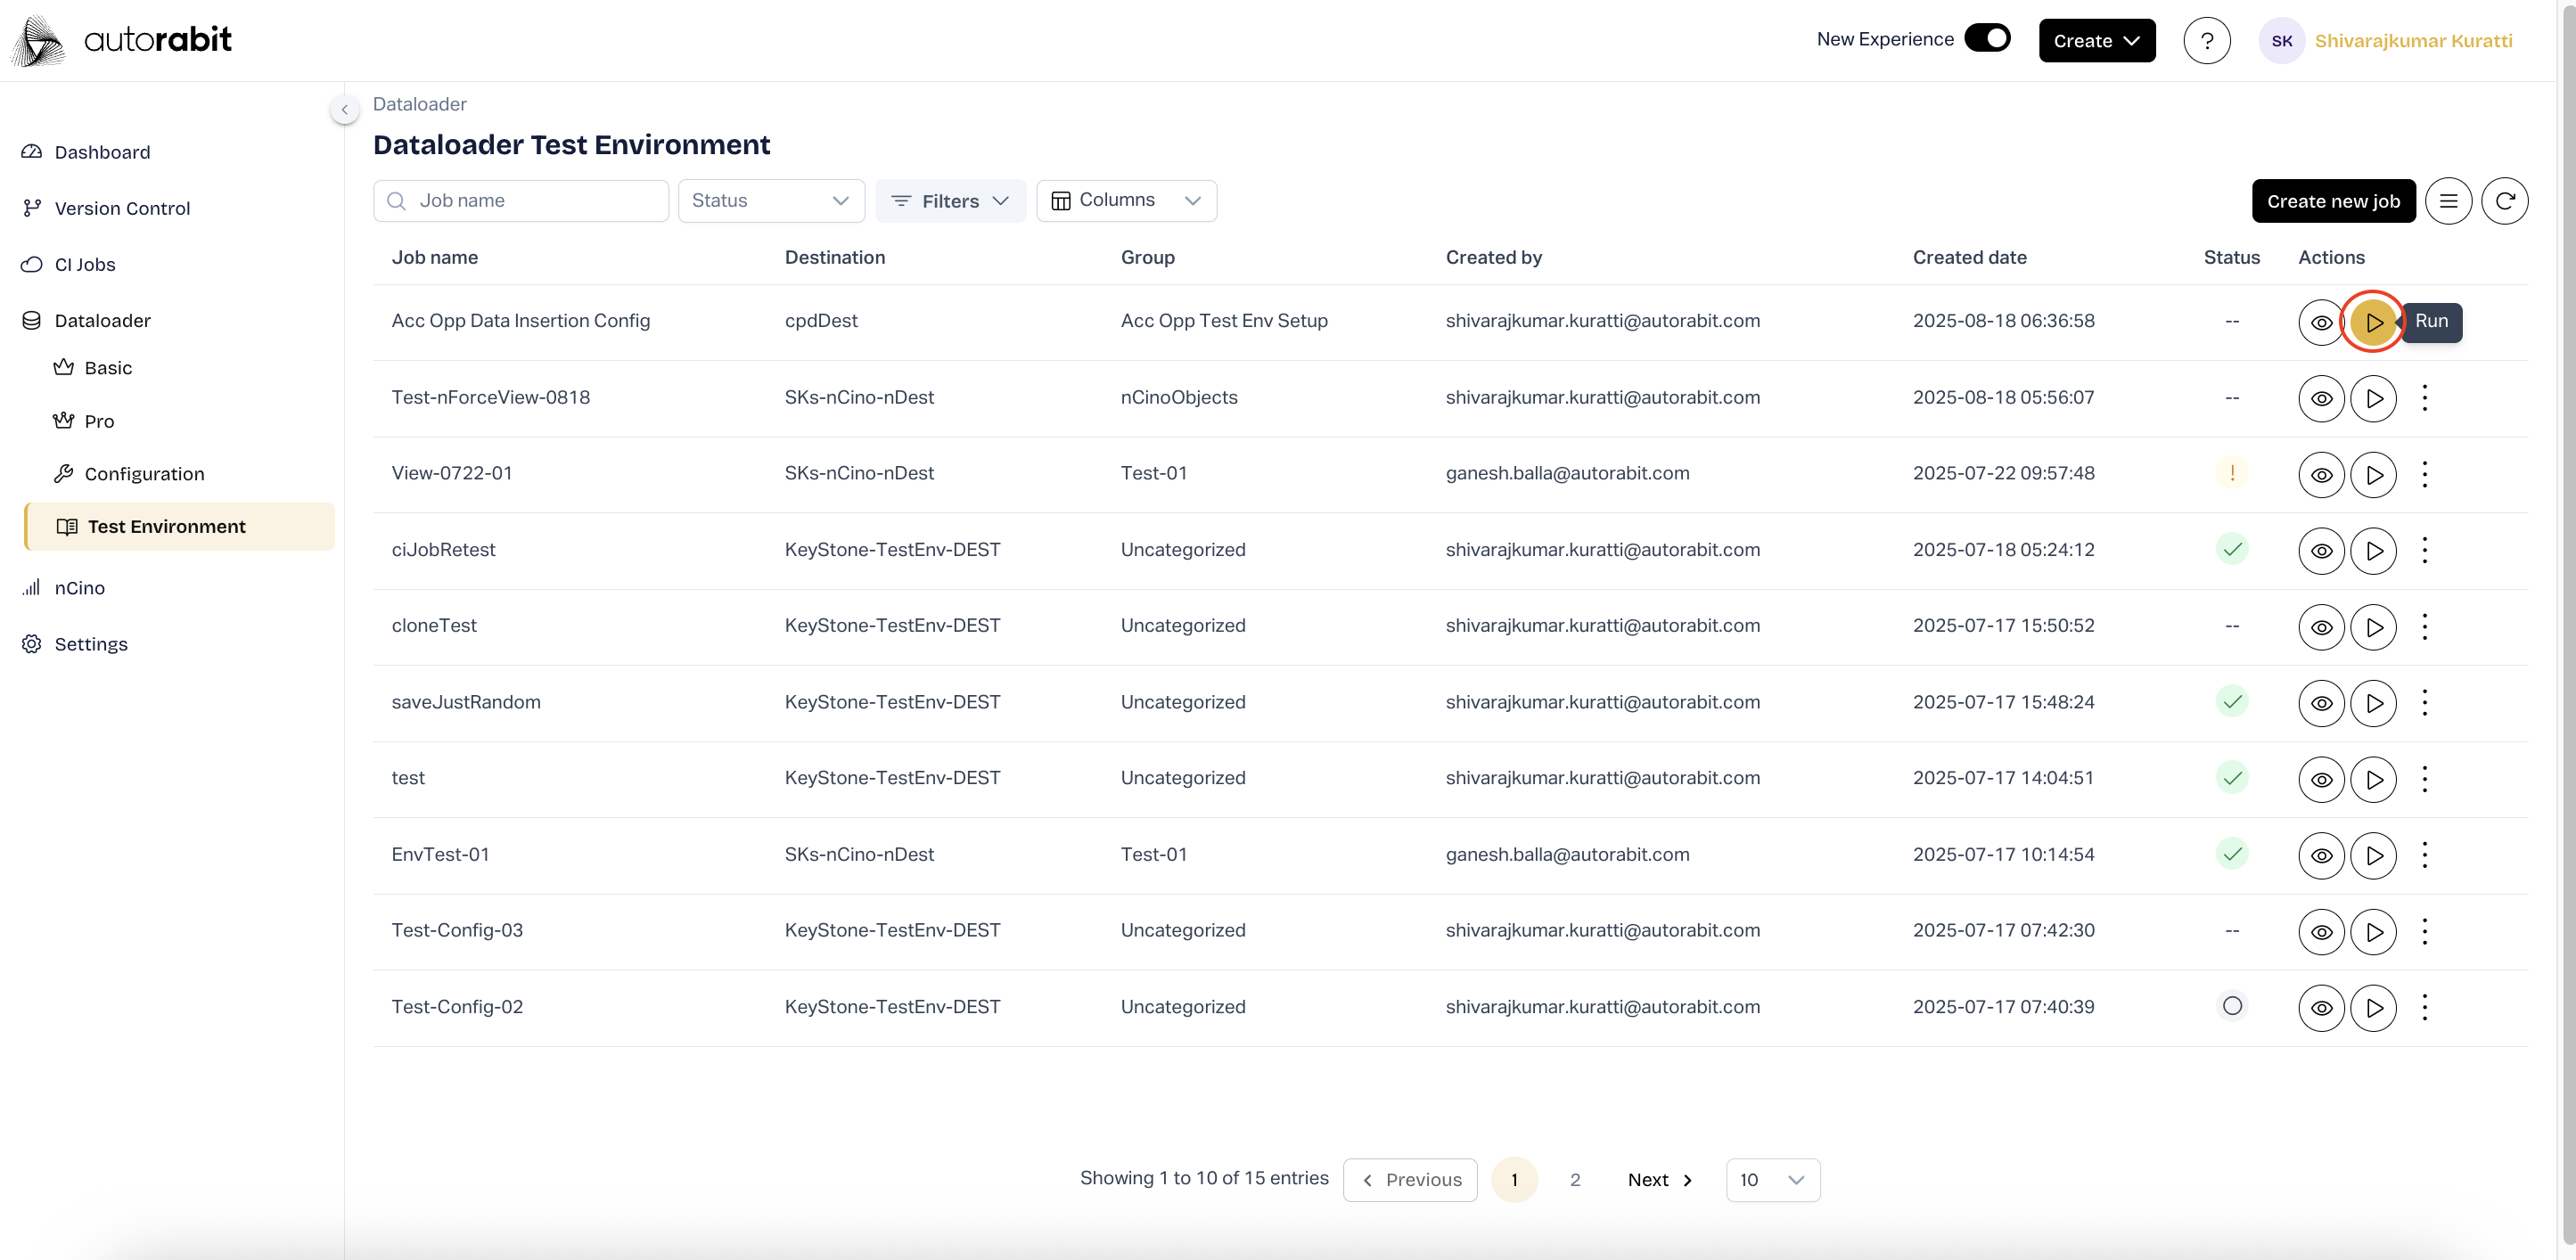 autorabit
New Experience
Create
?
SK
Shivarajkumar Kuratti
Dashboard
Version Control
CI Jobs
Dataloader
Basic
Pro
Configuration
Test Environment
nCino
Settings
Dataloader
Dataloader Test Environment
Job name
Status
Filters
Columns
Create new job
Job name Destination Group Created by Created date Status Actions
Acc Opp Data Insertion Config cpdDest Acc Opp Test Env Setup shivarajkumar.kuratti@autorabit.com 2025-08-18 06:36:58 -- Run
Test-nForceView-0818 SKs-nCino-nDest nCinoObjects shivarajkumar.kuratti@autorabit.com 2025-08-18 05:56:07 --
View-0722-01 SKs-nCino-nDest Test-01 ganesh.balla@autorabit.com 2025-07-22 09:57:48 !
ciJobRetest KeyStone-TestEnv-DEST Uncategorized shivarajkumar.kuratti@autorabit.com 2025-07-18 05:24:12
cloneTest KeyStone-TestEnv-DEST Uncategorized shivarajkumar.kuratti@autorabit.com 2025-07-17 15:50:52 --
saveJustRandom KeyStone-TestEnv-DEST Uncategorized shivarajkumar.kuratti@autorabit.com 2025-07-17 15:48:24
test KeyStone-TestEnv-DEST Uncategorized shivarajkumar.kuratti@autorabit.com 2025-07-17 14:04:51
EnvTest-01 SKs-nCino-nDest Test-01 ganesh.balla@autorabit.com 2025-07-17 10:14:54
Test-Config-03 KeyStone-TestEnv-DEST Uncategorized shivarajkumar.kuratti@autorabit.com 2025-07-17 07:42:30 --
Test-Config-02 KeyStone-TestEnv-DEST Uncategorized shivarajkumar.kuratti@autorabit.com 2025-07-17 07:40:39
Showing 1 to 10 of 15 entries Previous 1 2 Next 10